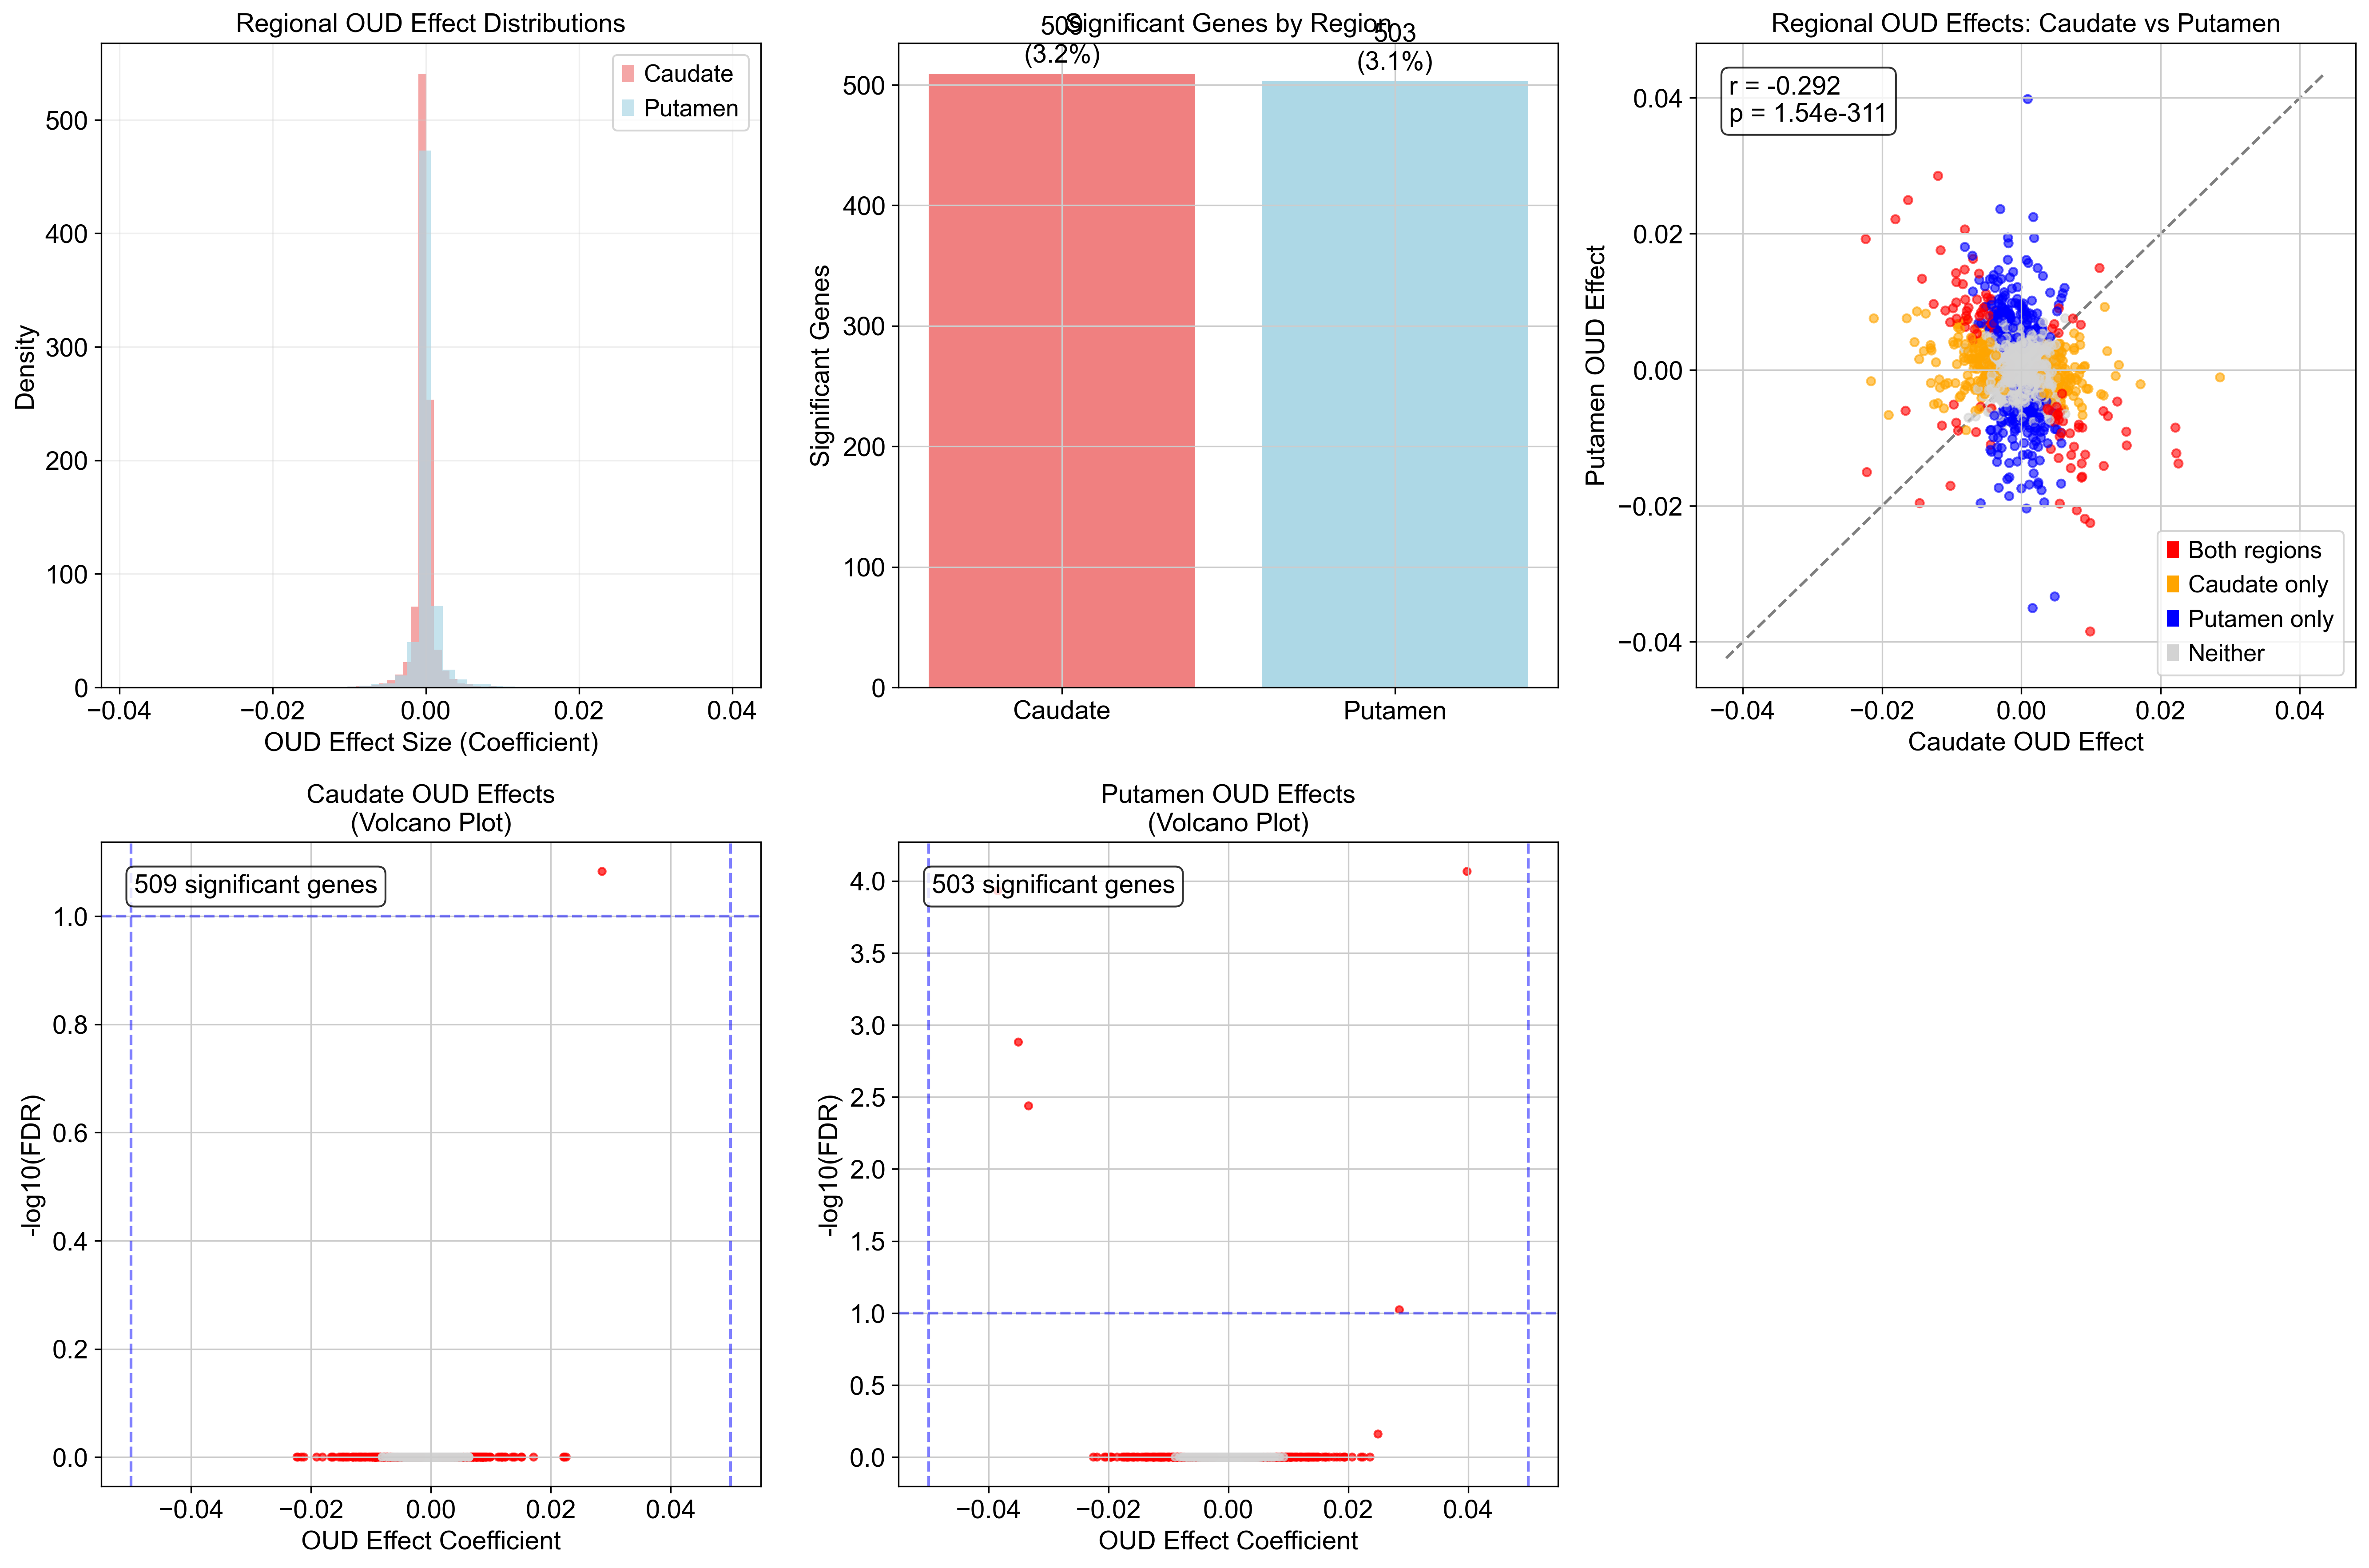 Regional OUD Effect Distributions
Density
500
400
300
200
100
0
−0.04
−0.02
0.00
0.02
0.04
OUD Effect Size (Coefficient)
Caudate
Putamen
Significant Genes by Region
509
(3.2%)
503
(3.1%)
Significant Genes
500
400
300
200
100
0
Caudate
Putamen
Regional OUD Effects: Caudate vs Putamen
r = -0.292
p = 1.54e-311
Putamen OUD Effect
0.04
0.02
0.00
−0.02
−0.04
−0.04
−0.02
0.00
0.02
0.04
Caudate OUD Effect
Both regions
Caudate only
Putamen only
Neither
Caudate OUD Effects
(Volcano Plot)
509 significant genes
-log10(FDR)
1.0
0.8
0.6
0.4
0.2
0.0
−0.04
−0.02
0.00
0.02
0.04
OUD Effect Coefficient
Putamen OUD Effects
(Volcano Plot)
503 significant genes
-log10(FDR)
4.0
3.5
3.0
2.5
2.0
1.5
1.0
0.5
0.0
−0.04
−0.02
0.00
0.02
0.04
OUD Effect Coefficient